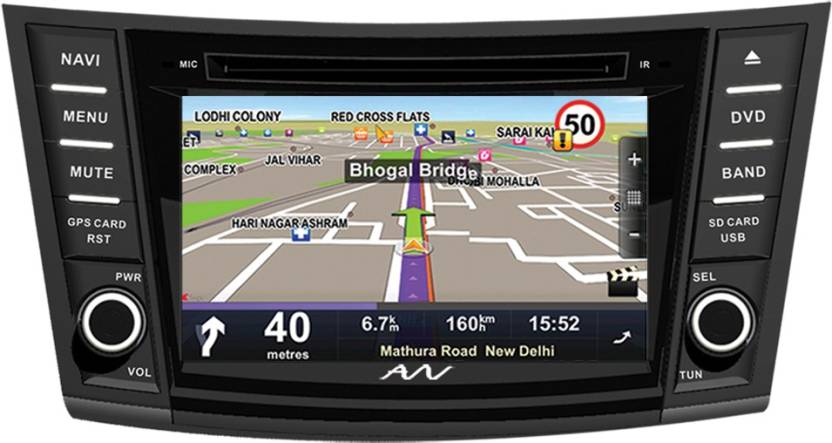 NAVI
MENU
MUTE
GPS CARD
RST
PWR
VOL
MIC
IR
LODHI COLONY
RED CROSS FLATS
SARAI KA
50
ET
COMPLEX
JAL VIHAR
Bhogal Bridge
MOHALLA
HARI NAGAR ASHRAM
+
-
40
metres
6.7km
160km/h
15:52
Mathura Road New Delhi
AN
DVD
BAND
SD CARD
USB
SEL
TUN